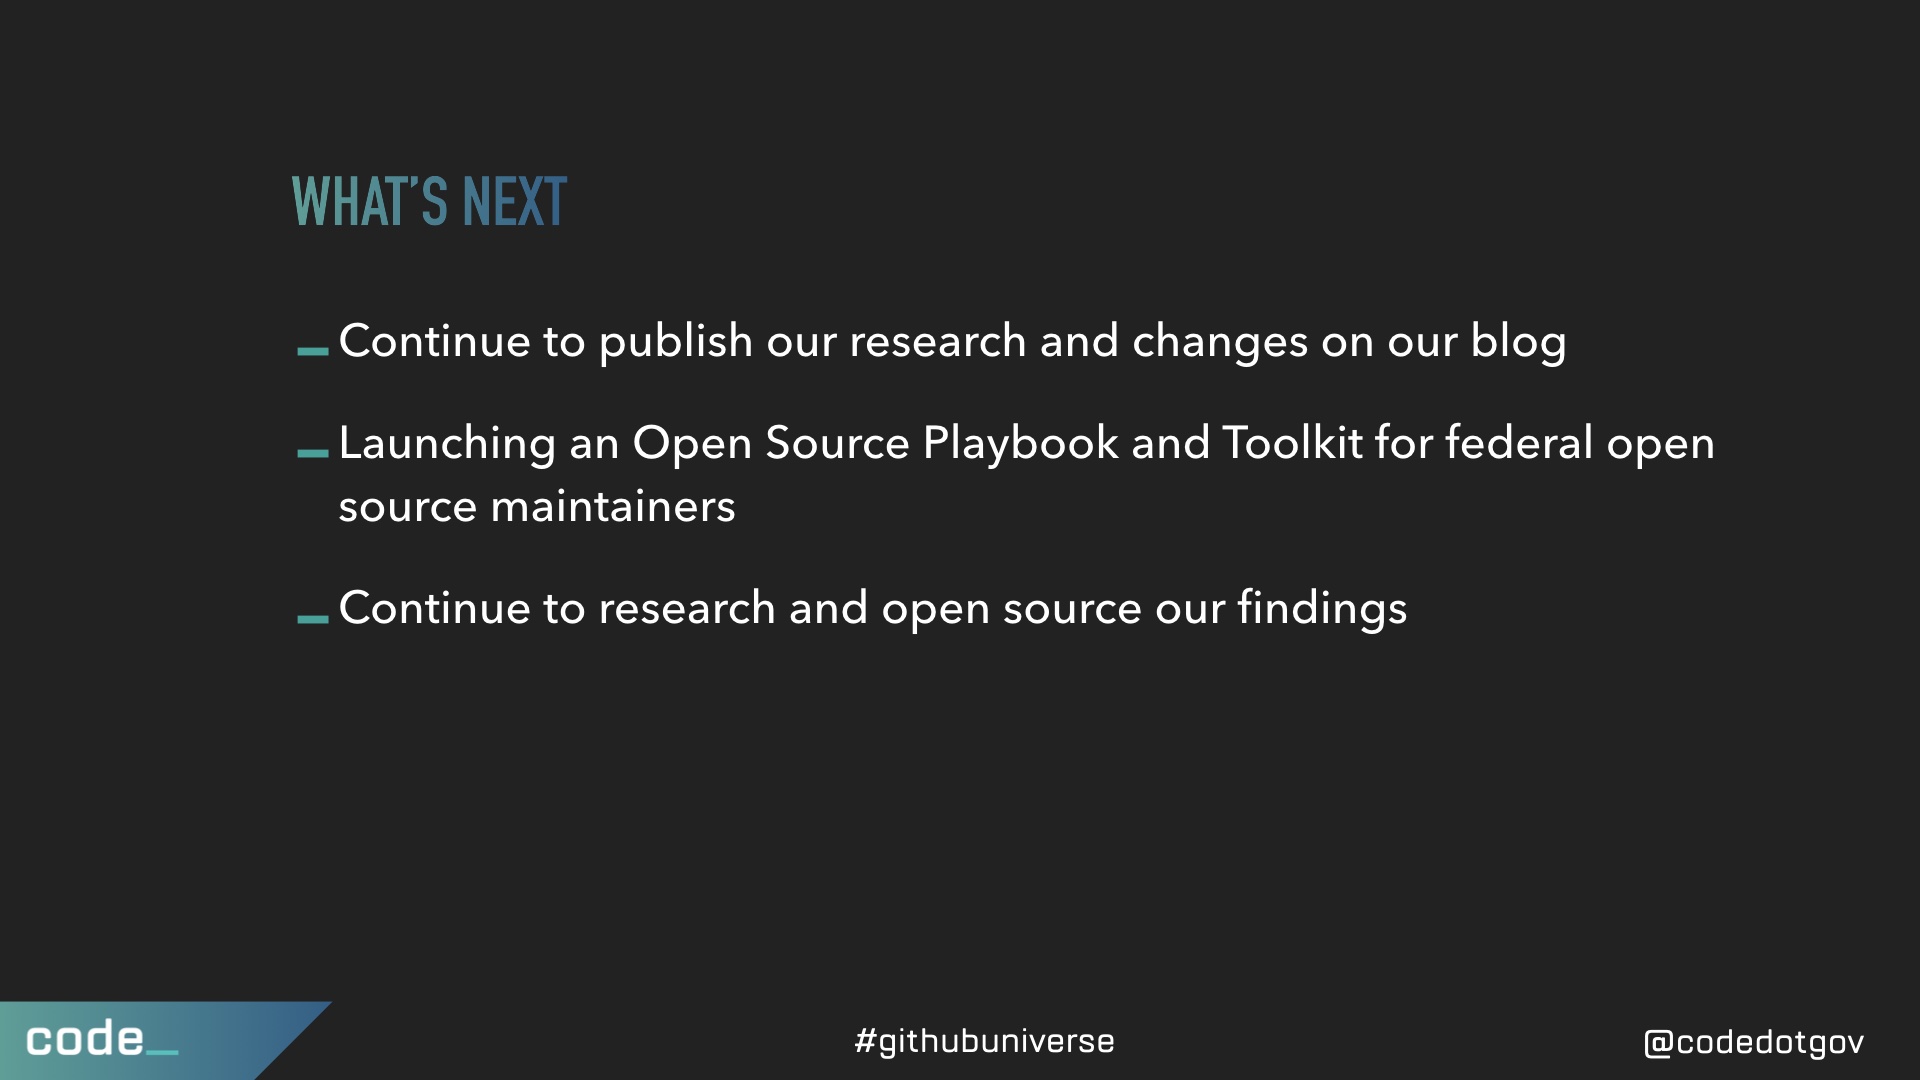 WHAT’S NEXT
Continue to publish our research and changes on our blog
Launching an Open Source Playbook and Toolkit for federal open
source maintainers
Continue to research and open source our findings
code_
#githubuniverse
@codedotgov